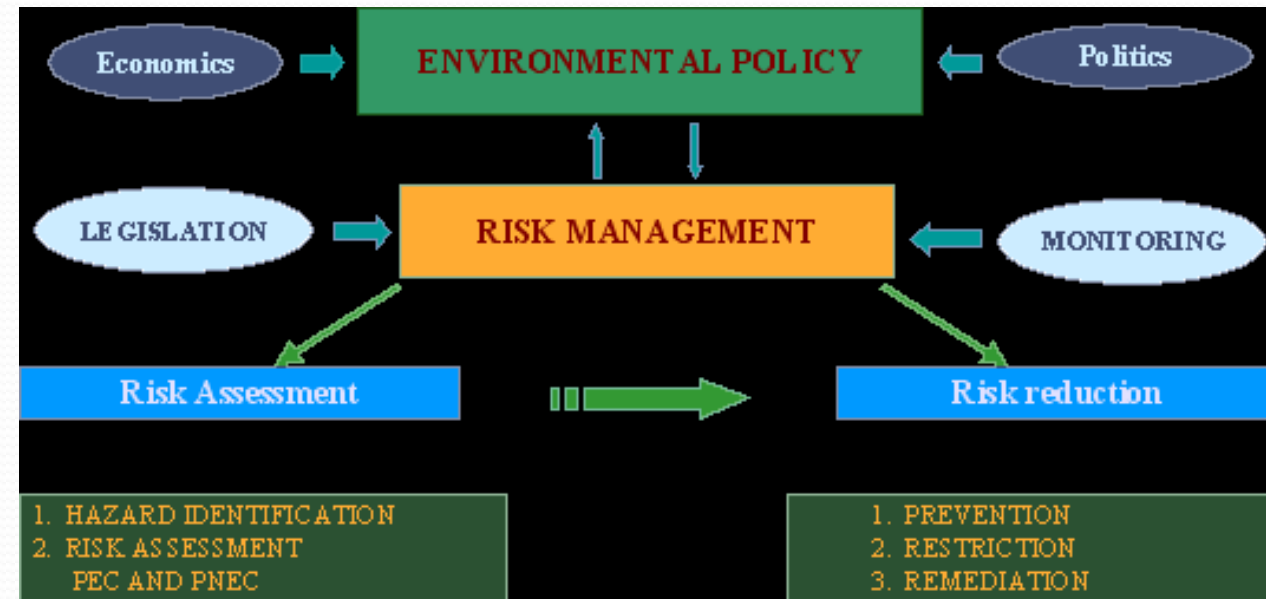 Economics
ENVIRONMENTAL POLICY
Politics
LEGISLATION
RISK MANAGEMENT
MONITORING
Risk Assessment
Risk reduction
1. HAZARD IDENTIFICATION
2. RISK ASSESSMENT
PEC AND PNEC
1. PREVENTION
2. RESTRICTION
3. REMEDIATION